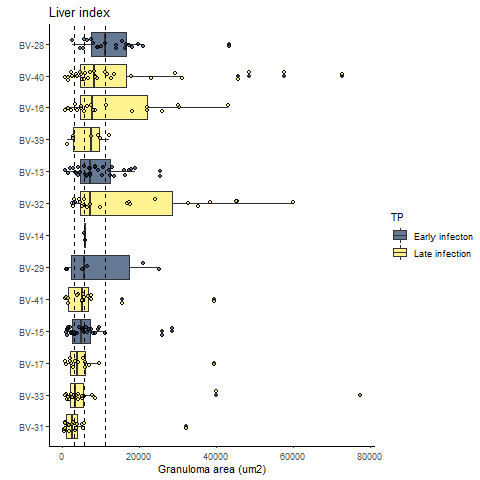 Liver index
BV-28
BV-40
BV-16
BV-39
BV-13
BV-32
BV-14
BV-29
BV-41
BV-15
BV-17
BV-33
BV-31
0
20000
40000
60000
80000
Granuloma area (um2)
TP
Early infecton
Late infection